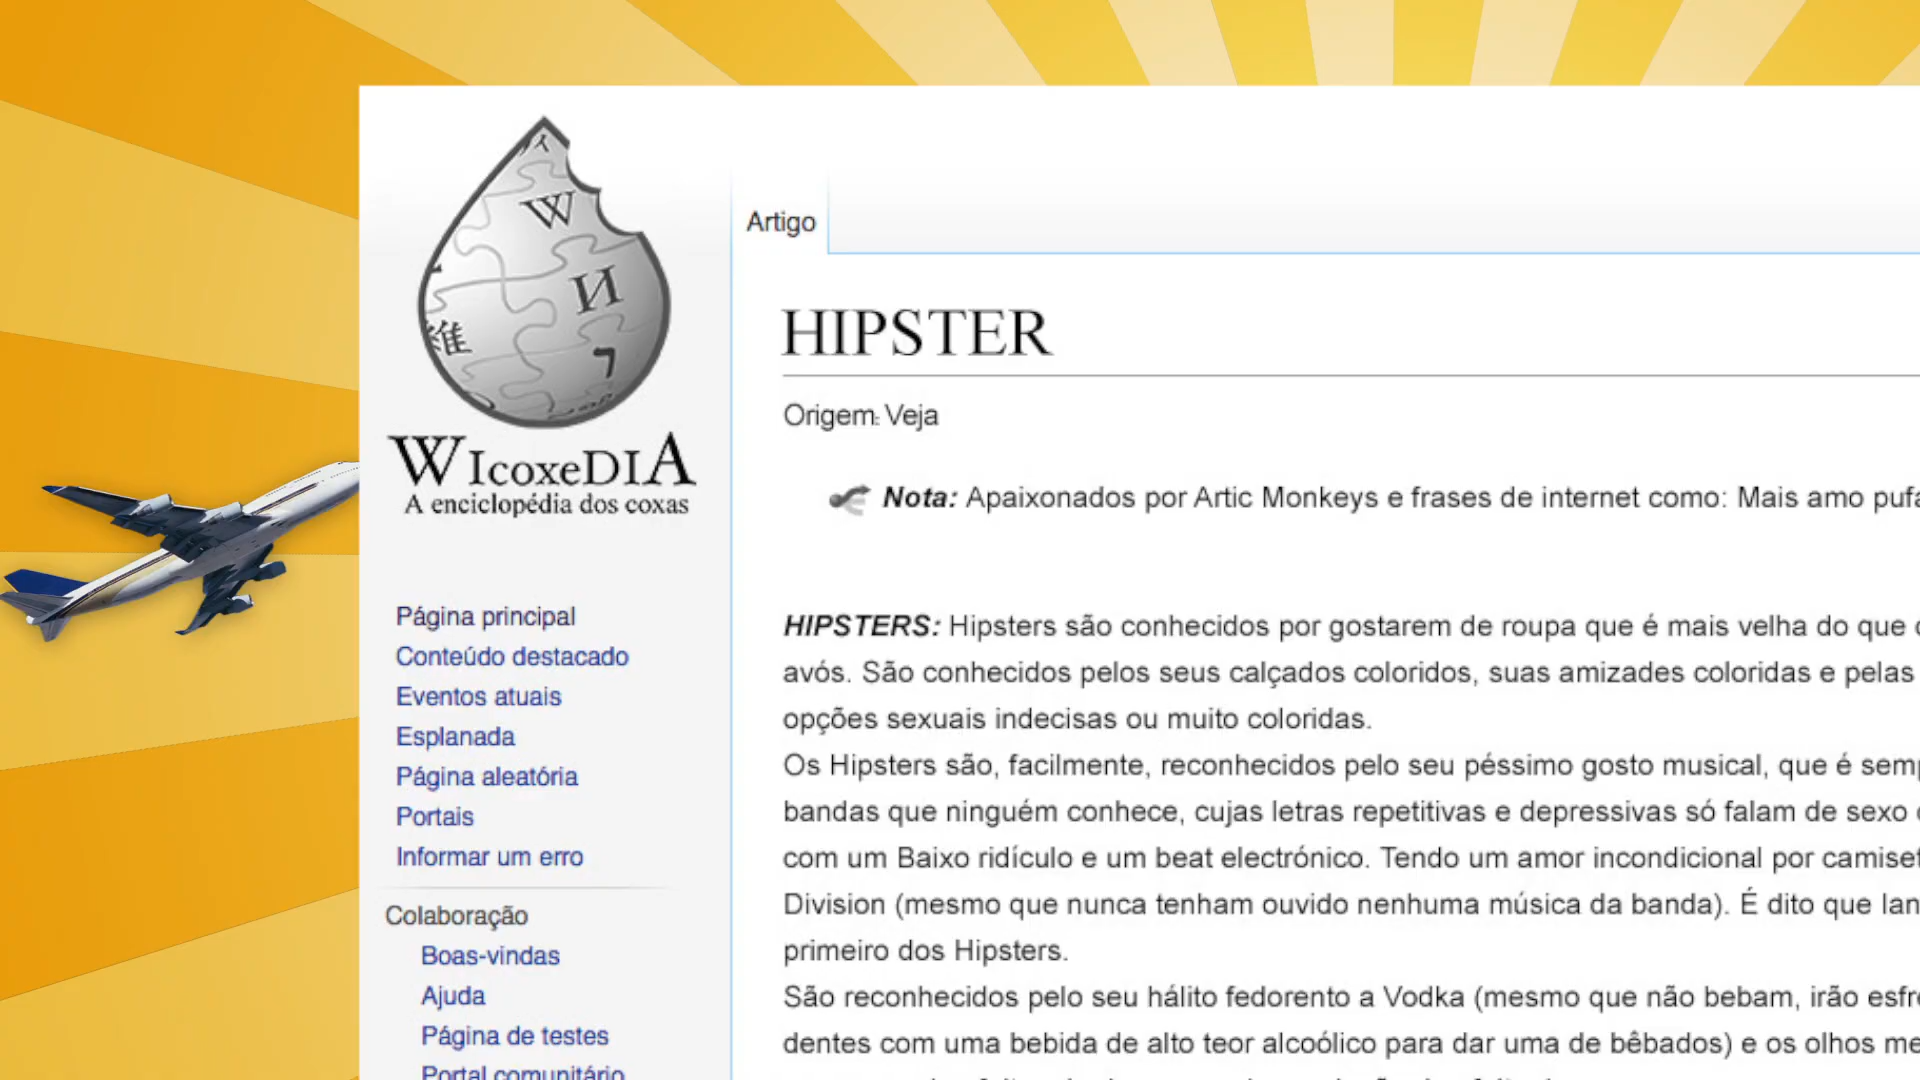 Artigo
HIPSTER
Origem: Veja
Nota: Apaixonados por Artic Monkeys e frases de internet como: Mais amo
HIPSTERS: Hipsters são conhecidos por gostarem de roupa que é mais velha do que
avós. São conhecidos pelos seus calçados coloridos, suas amizades coloridas e pelas
opções sexuais indecisas ou muito coloridas.
Os Hipsters são, facilmente, reconhecidos pelo seu péssimo gosto musical, que é
bandas que ninguém conhece, cujas letras repetitivas e depressivas só falam de sexo
com um Baixo ridículo e um beat electrónico. Tendo um amor incondicional por
Division (mesmo que nunca tenham ouvido nenhuma música da banda). É dito que
primeiro dos Hipsters.
São reconhecidos pelo seu hálito fedorento a Vodka (mesmo que não bebam, irão
dentes com uma bebida de alto teor alcoólico para dar uma de bêbados) e os olhos
W
И
維
WIcoxeDIA
A enciclopédia dos coxas
Página principal
Conteúdo destacado
Eventos atuais
Esplanada
Página aleatória
Portais
Informar um erro
Colaboração
Boas-vindas
Ajuda
Página de testes
Portal comunitário